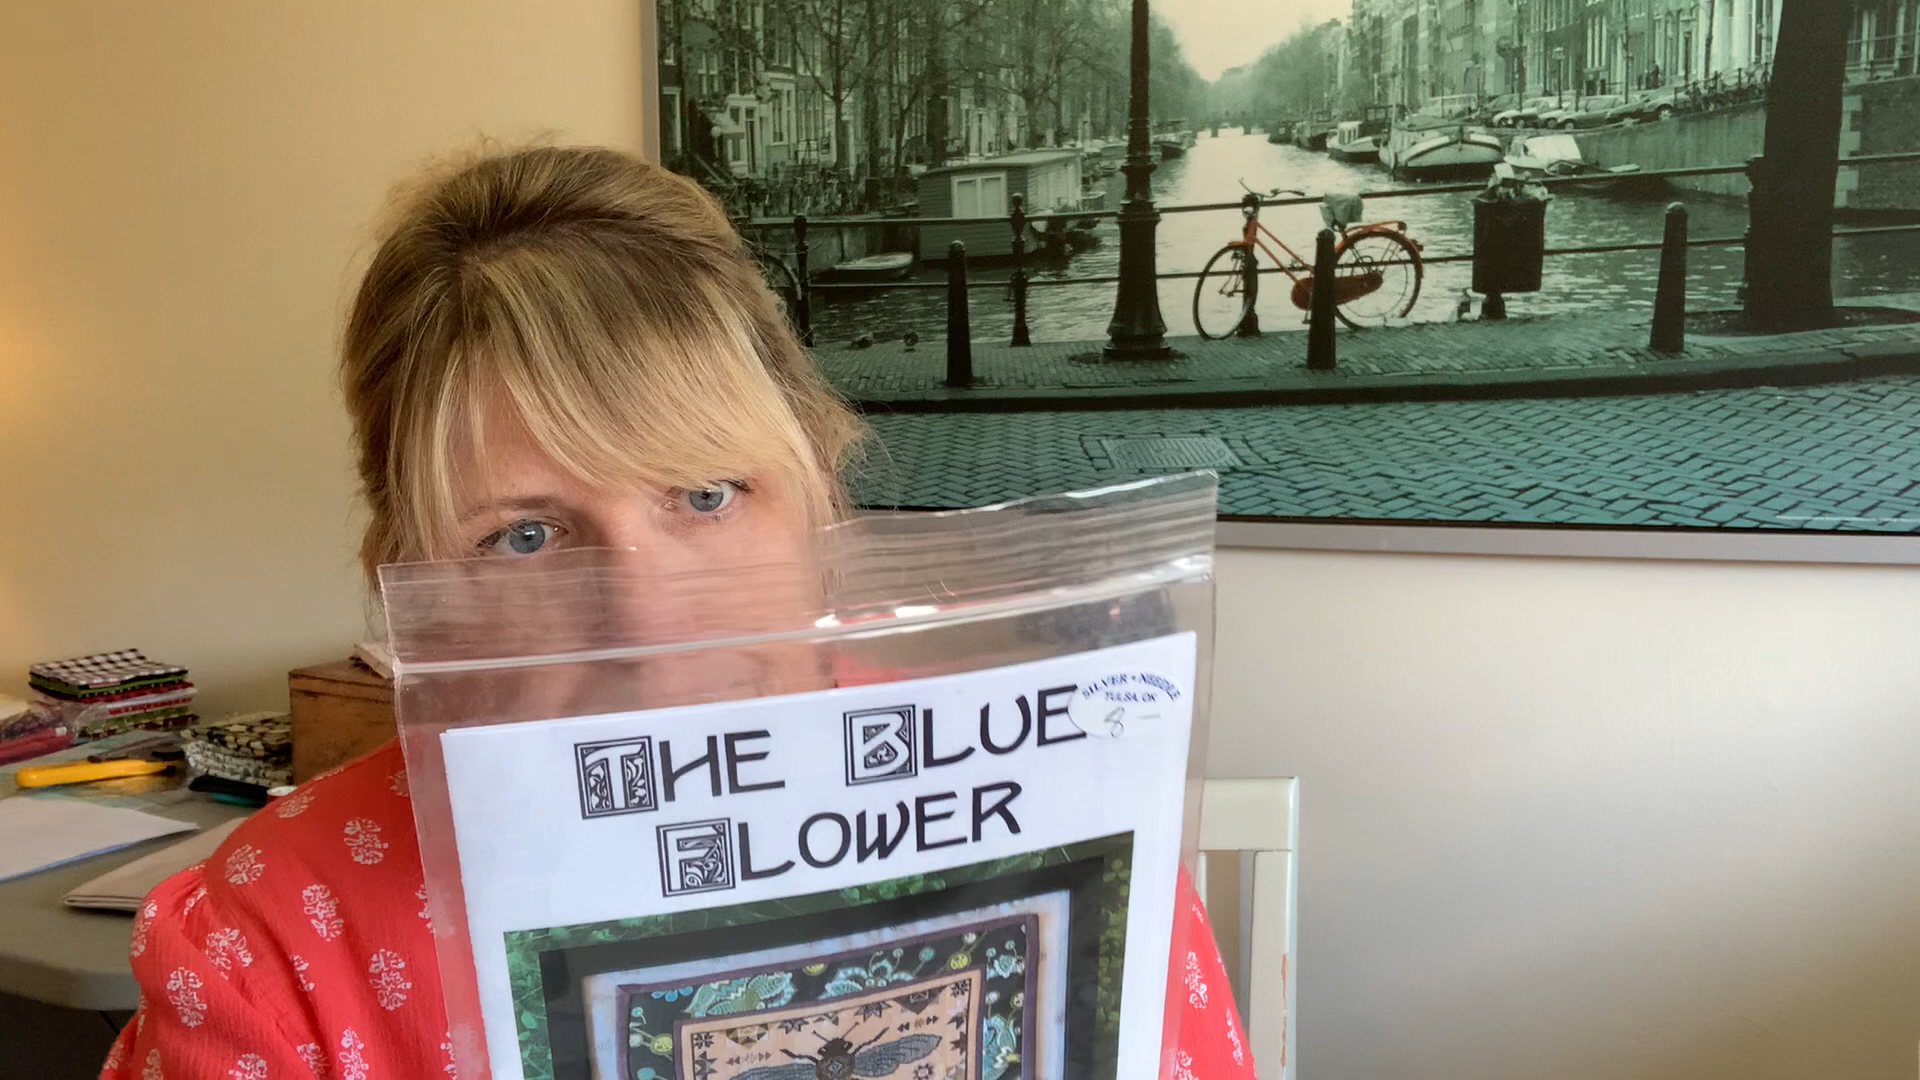 THE BLUE
FLOWER
SILVER • NEEDLE
TULSA, OK
8 —